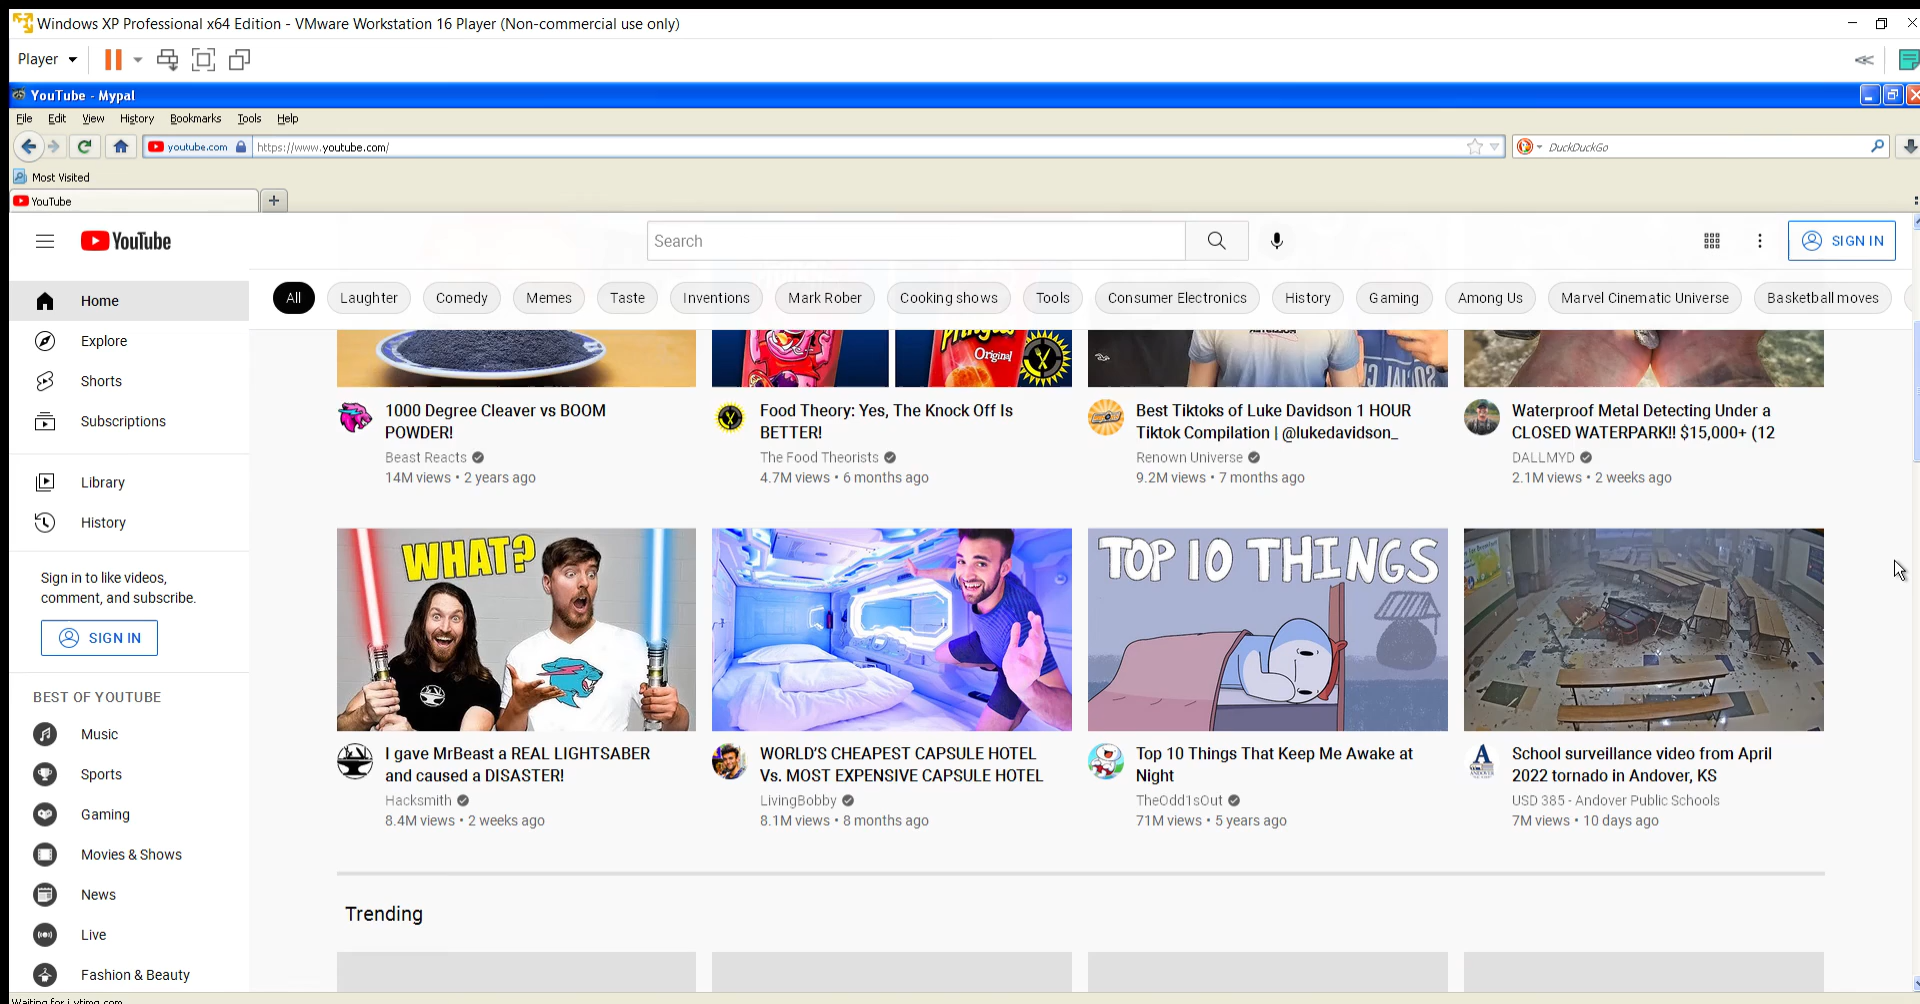 Windows XP Professional x64 Edition - VMware Workstation 16 Player (Non-commercial use only)
Player
YouTube - Mypal
File Edit View History Bookmarks Tools Help
youtube.com https://www.youtube.com/ DuckDuckGo
Most Visited
YouTube
YouTube Search SIGN IN
All Laughter Comedy Memes Taste Inventions Mark Rober Cooking shows Tools Consumer Electronics History Gaming Among Us Marvel Cinematic Universe Basketball moves
Home
Explore
Shorts
Subscriptions
Library
History
Sign in to like videos,
comment, and subscribe.
SIGN IN
BEST OF YOUTUBE
Music
Sports
Gaming
Movies & Shows
News
Live
Fashion & Beauty
Pringles
Original
1000 Degree Cleaver vs BOOM
POWDER!
Beast Reacts
14M views • 2 years ago
Food Theory: Yes, The Knock Off Is
BETTER!
The Food Theorists
4.7M views • 6 months ago
Best Tiktoks of Luke Davidson 1 HOUR
Tiktok Compilation | @lukedavidson_
Renown Universe
9.2M views • 7 months ago
Waterproof Metal Detecting Under a
CLOSED WATERPARK!! $15,000+ (12
DALLMYD
2.1M views • 2 weeks ago
WHAT?
I gave MrBeast a REAL LIGHTSABER
and caused a DISASTER!
Hacksmith
8.4M views • 2 weeks ago
WORLD'S CHEAPEST CAPSULE HOTEL
Vs. MOST EXPENSIVE CAPSULE HOTEL
LivingBobby
8.1M views • 8 months ago
TOP 10 THINGS
Top 10 Things That Keep Me Awake at
Night
TheOdd1sOut
71M views • 5 years ago
School surveillance video from April
2022 tornado in Andover, KS
USD 385 - Andover Public Schools
7M views • 10 days ago
Trending
Waiting for i.ytimg.com